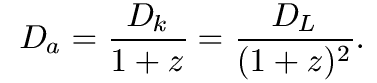 D_a = \frac{D_k}{1 + z} = \frac{D_L}{(1 + z)^2}.